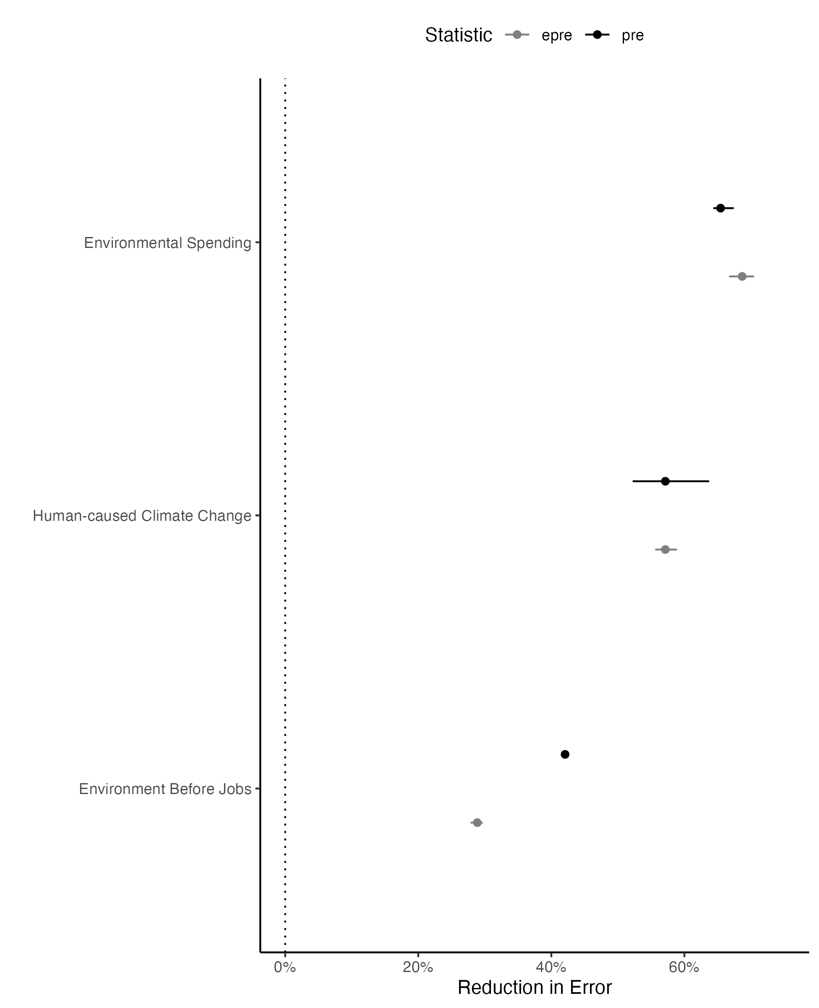 Statistic epre pre
Environmental Spending
Human-caused Climate Change
Environment Before Jobs
0% 20% 40% 60%
Reduction in Error